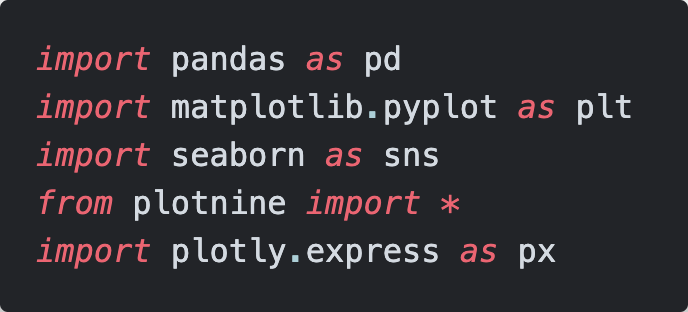 import pandas as pd
import matplotlib.pyplot as plt
import seaborn as sns
from plotnine import *
import plotly.express as px